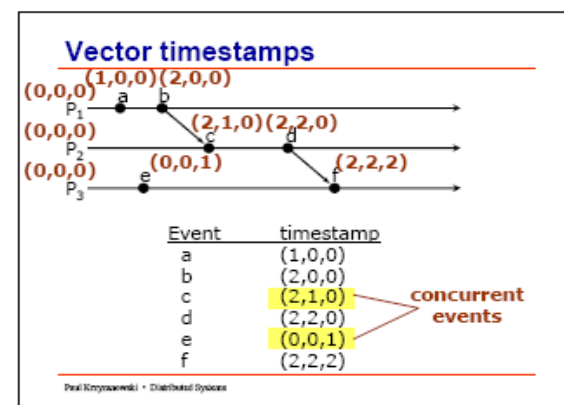 Vector timestamps
(1,0,0)(2,0,0)
(0,0,0)
a b
P1
(0,0,0)
(2,1,0)(2,2,0)
c d
P2
(0,0,0)
(0,0,1)
(2,2,2)
e f
P3
Event timestamp
a (1,0,0)
b (2,0,0)
c (2,1,0)
d (2,2,0)
e (0,0,1)
f (2,2,2)
concurrent
events
Paul Krzyzanowski • Distributed Systems